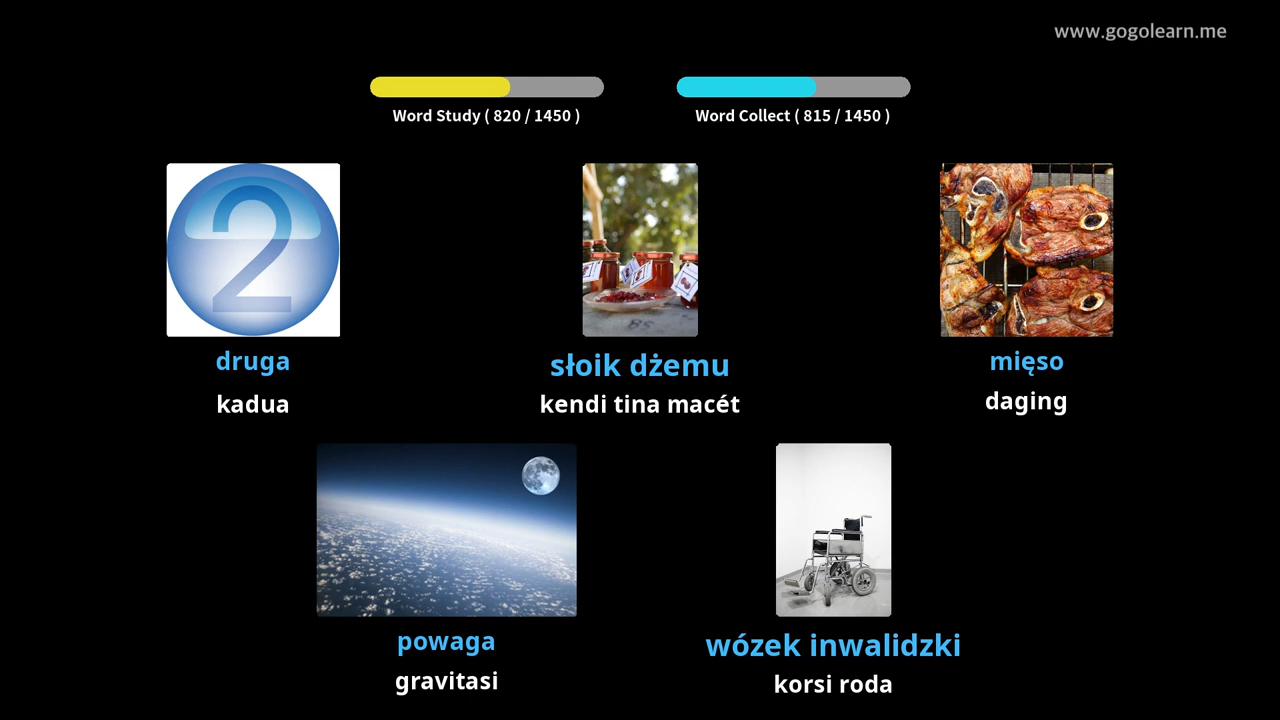 www.gogolearn.me
Word Study ( 820 / 1450 )
Word Collect ( 815 / 1450 )
2
druga
kadua
słoik dżemu
kendi tina macét
mięso
daging
powaga
gravitasi
wózek inwalidzki
korsi roda